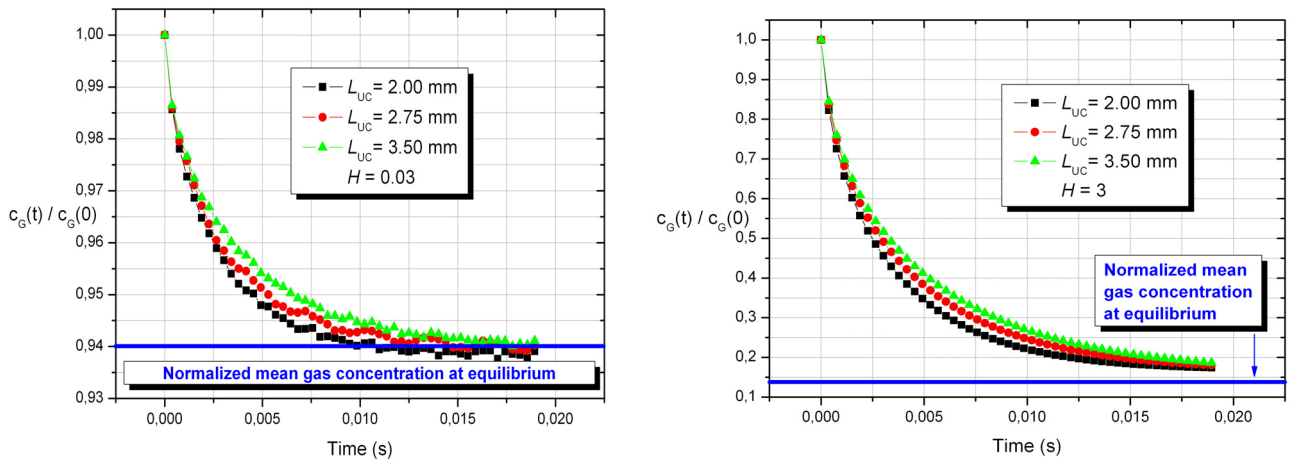 1,00
0,99
0,98
0,97
0,96
0,95
0,94
0,93
c_G(t) / c_G(0)
L_UC = 2.00 mm
L_UC = 2.75 mm
L_UC = 3.50 mm
H = 0.03
Normalized mean gas concentration at equilibrium
0,000 0,005 0,010 0,015 0,020
Time (s)
1,0
0,9
0,8
0,7
0,6
0,5
0,4
0,3
0,2
0,1
c_G(t) / c_G(0)
L_UC = 2.00 mm
L_UC = 2.75 mm
L_UC = 3.50 mm
H = 3
Normalized mean
gas concentration
at equilibrium
0,000 0,005 0,010 0,015 0,020
Time (s)